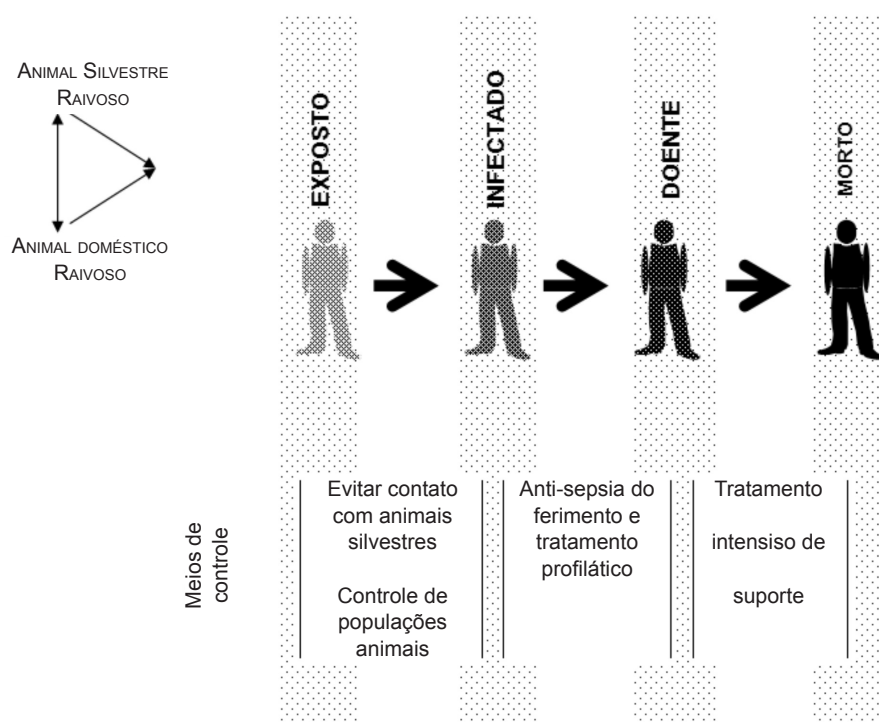 ANIMAL SILVESTRE
RAIVOSO
ANIMAL DOMÉSTICO
RAIVOSO
EXPOSTO
INFECTADO
DOENTE
MORTO
Meios de
controle
Evitar contato
com animais
silvestres
Controle de
populações
animais
Anti-sepsia do
ferimento e
tratamento
profilático
Tratamento
intensiso de
suporte